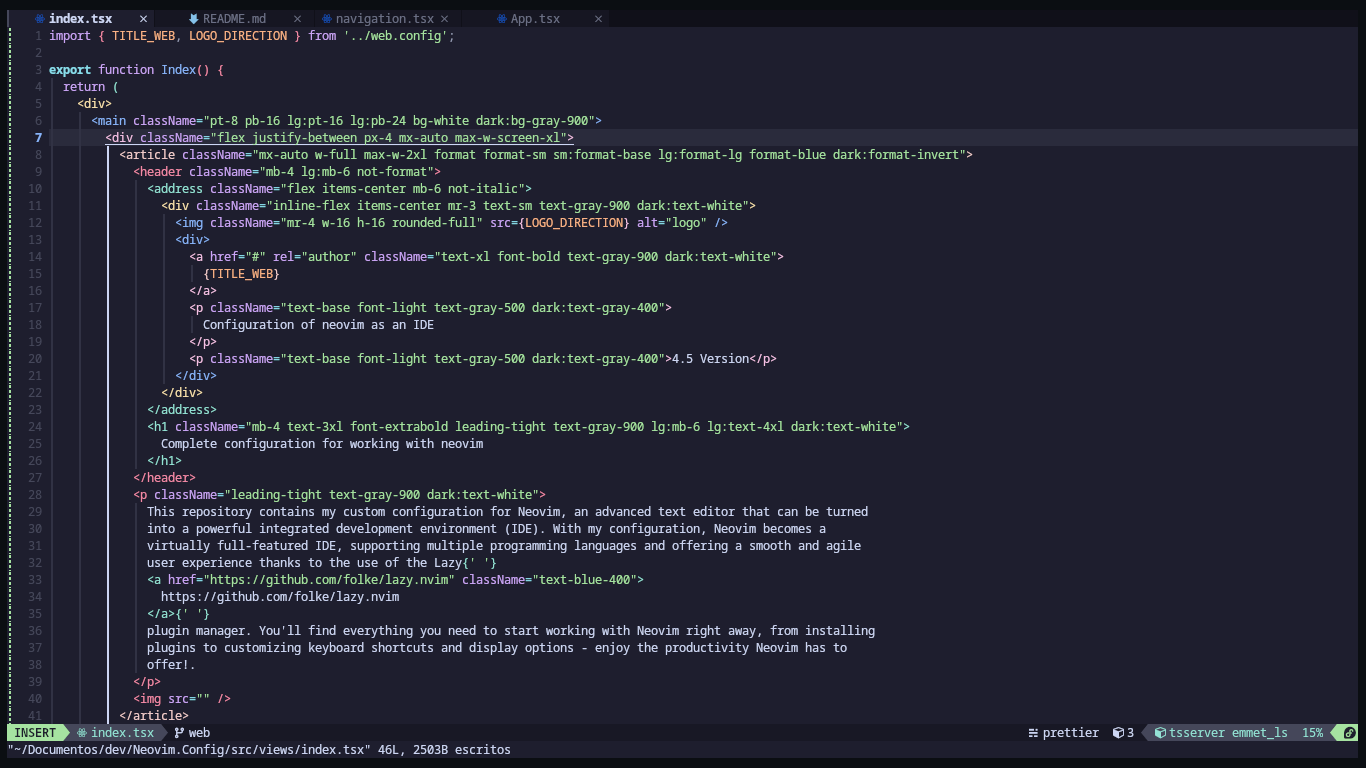 index.tsx × README.md × navigation.tsx × App.tsx ×
1 import { TITLE_WEB, LOGO_DIRECTION } from '../web.config';
2
3 export function Index() {
4 return (
5 <div>
6 <main className="pt-8 pb-16 lg:pt-16 lg:pb-24 bg-white dark:bg-gray-900">
7 <div className="flex justify-between px-4 mx-auto max-w-screen-xl">
8 <article className="mx-auto w-full max-w-2xl format format-sm sm:format-base lg:format-lg format-blue dark:format-invert">
9 <header className="mb-4 lg:mb-6 not-format">
10 <address className="flex items-center mb-6 not-italic">
11 <div className="inline-flex items-center mr-3 text-sm text-gray-900 dark:text-white">
12 <img className="mr-4 w-16 h-16 rounded-full" src={LOGO_DIRECTION} alt="logo" />
13 <div>
14 <a href="#" rel="author" className="text-xl font-bold text-gray-900 dark:text-white">
15 {TITLE_WEB}
16 </a>
17 <p className="text-base font-light text-gray-500 dark:text-gray-400">
18 Configuration of neovim as an IDE
19 </p>
20 <p className="text-base font-light text-gray-500 dark:text-gray-400">4.5 Version</p>
21 </div>
22 </div>
23 </address>
24 <h1 className="mb-4 text-3xl font-extrabold leading-tight text-gray-900 lg:mb-6 lg:text-4xl dark:text-white">
25 Complete configuration for working with neovim
26 </h1>
27 </header>
28 <p className="leading-tight text-gray-900 dark:text-white">
29 This repository contains my custom configuration for Neovim, an advanced text editor that can be turned
30 into a powerful integrated development environment (IDE). With my configuration, Neovim becomes a
31 virtually full-featured IDE, supporting multiple programming languages and offering a smooth and agile
32 user experience thanks to the use of the Lazy{' '}
33 <a href="https://github.com/folke/lazy.nvim" className="text-blue-400">
34 https://github.com/folke/lazy.nvim
35 </a>{' '}
36 plugin manager. You'll find everything you need to start working with Neovim right away, from installing
37 plugins to customizing keyboard shortcuts and display options - enjoy the productivity Neovim has to
38 offer!.
39 </p>
40 <img src="" />
41 </article>
INSERT index.tsx web prettier 3 tsserver emmet_ls 15%
"~/Documentos/dev/Neovim.Config/src/views/index.tsx" 46L, 2503B escritos